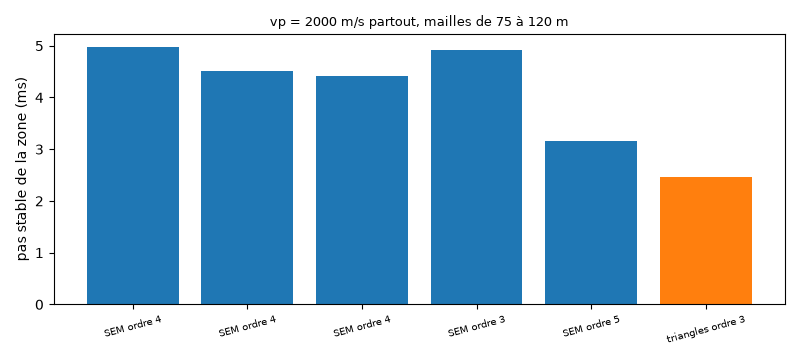 vp = 2000 m/s partout, mailles de 75 à 120 m
pas stable de la zone (ms)
5
4
3
2
1
0
SEM ordre 4
SEM ordre 4
SEM ordre 4
SEM ordre 3
SEM ordre 5
triangles ordre 3